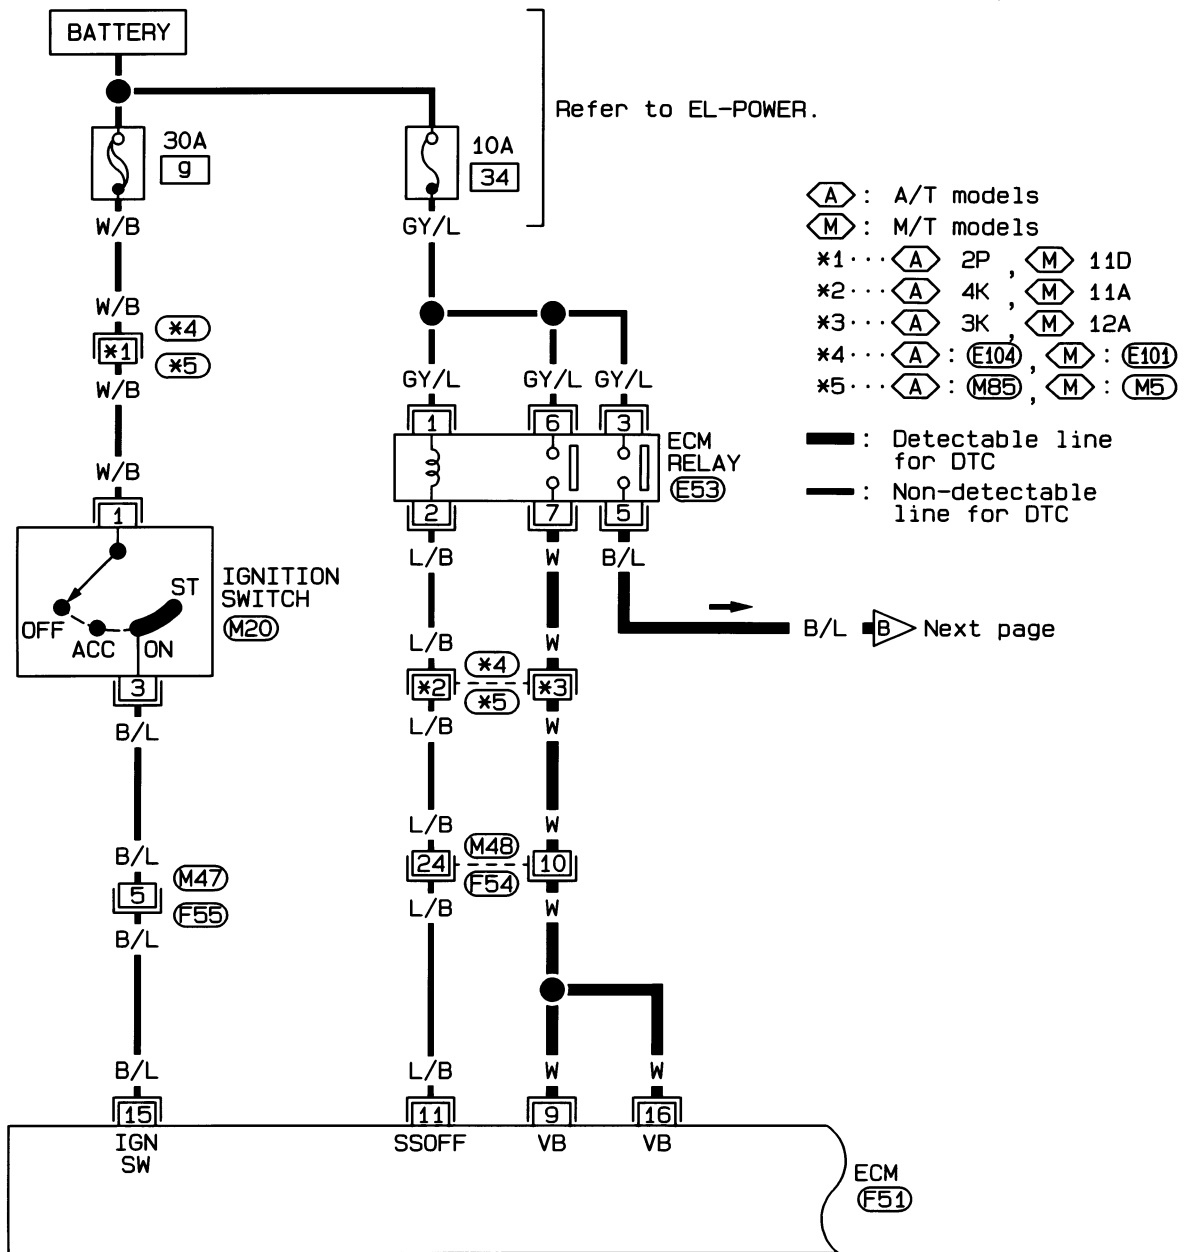 BATTERY
Refer to EL-POWER.
30A
g
10A
34
W/B
GY/L
A : A/T models
M : M/T models
*1··· A 2P , M 11D
*2··· A 4K , M 11A
*3··· A 3K , M 12A
*4··· A : E104 , M : E101
*5··· A : M85 , M : M5
W/B
*1
*4
*5
W/B
GY/L GY/L GY/L
1 6 3
ECM
RELAY
E53
: Detectable line
for DTC
: Non-detectable
line for DTC
W/B
1
2 7 5
L/B W B/L
IGNITION
SWITCH
M20
OFF
ACC
ON
ST
B/L B Next page
3
L/B W
*2 *4 *3
*5
B/L
L/B W
L/B W
B/L
5
M47
F55
24 M48 10
F54
L/B W
B/L
B/L L/B W W
15 11 9 16
IGN
SW
SSOFF VB VB
ECM
F51